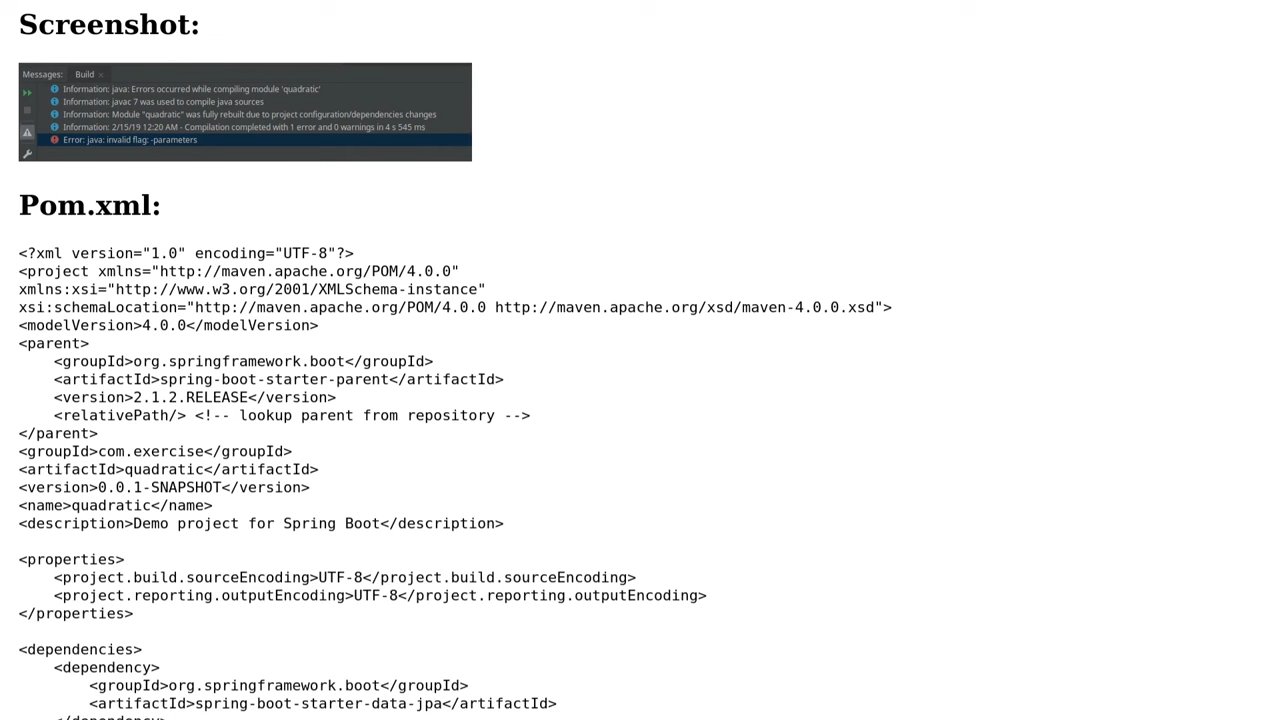 Screenshot:
Messages: Build ×
Information: java: Errors occurred while compiling module 'quadratic'
Information: javac 7 was used to compile java sources
Information: Module "quadratic" was fully rebuilt due to project configuration/dependencies changes
Information: 2/15/19 12:20 AM - Compilation completed with 1 error and 0 warnings in 4 s 545 ms
Error: java: invalid flag: -parameters
Pom.xml:
<?xml version="1.0" encoding="UTF-8"?>
<project xmlns="http://maven.apache.org/POM/4.0.0"
xmlns:xsi="http://www.w3.org/2001/XMLSchema-instance"
xsi:schemaLocation="http://maven.apache.org/POM/4.0.0 http://maven.apache.org/xsd/maven-4.0.0.xsd">
<modelVersion>4.0.0</modelVersion>
<parent>
    <groupId>org.springframework.boot</groupId>
    <artifactId>spring-boot-starter-parent</artifactId>
    <version>2.1.2.RELEASE</version>
    <relativePath/> <!-- lookup parent from repository -->
</parent>
<groupId>com.exercise</groupId>
<artifactId>quadratic</artifactId>
<version>0.0.1-SNAPSHOT</version>
<name>quadratic</name>
<description>Demo project for Spring Boot</description>

<properties>
    <project.build.sourceEncoding>UTF-8</project.build.sourceEncoding>
    <project.reporting.outputEncoding>UTF-8</project.reporting.outputEncoding>
</properties>

<dependencies>
    <dependency>
        <groupId>org.springframework.boot</groupId>
        <artifactId>spring-boot-starter-data-jpa</artifactId>
    </dependency>